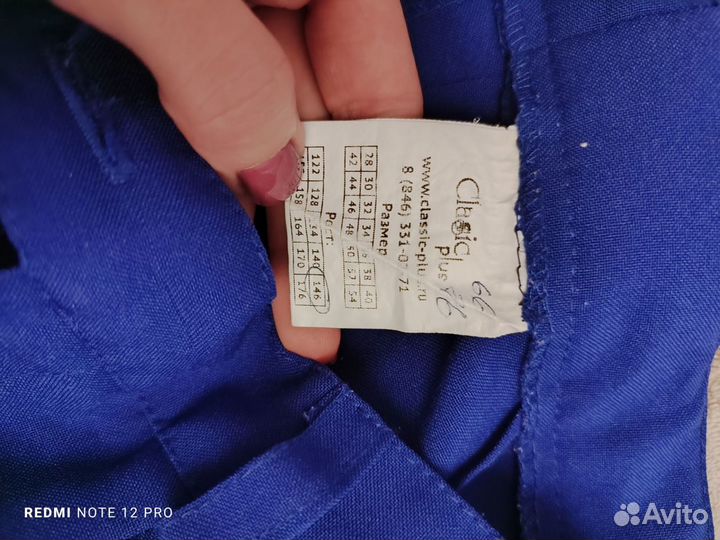 Classic
plus
66
www.classic-plus.ru
8 (846) 331-07-71
Размер
28 30 32 34 38 40
42 44 46 48 50 52 54
Рост:
122 128 134 140 146
158 164 170 176
REDMI NOTE 12 PRO
Avito